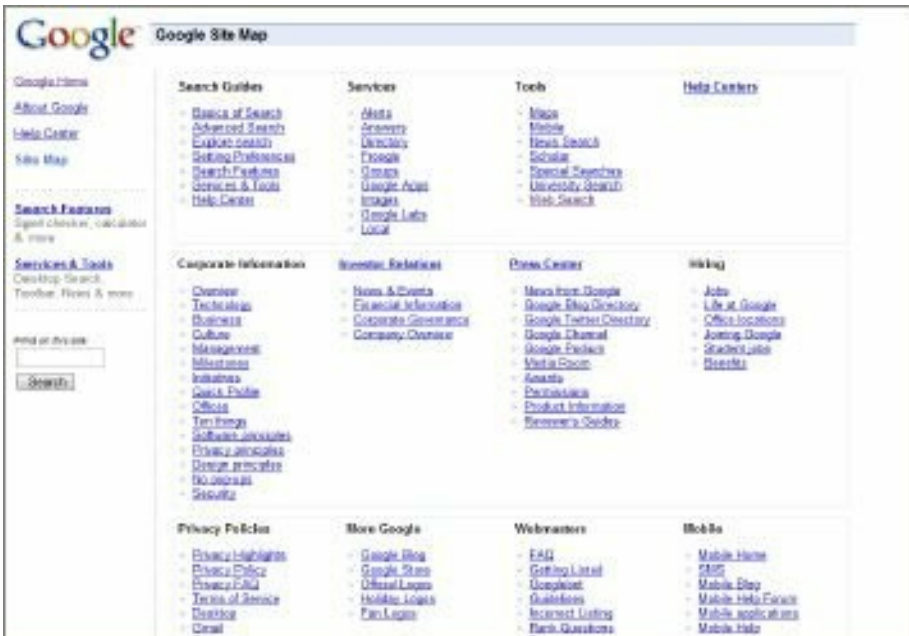 Google
Google Site Map
Google Home
About Google
Help Center
Site Map
Search Features
Spell checker, calculator
& more
Services & Tools
Desktop Search,
Toolbar, News & more
Find on this site:
Search
Search Guides
Basics of Search
Advanced Search
Explore search
Setting Preferences
Search Features
Services & Tools
Help Center
Services
Alerts
Answers
Directory
Froogle
Groups
Google Apps
Images
Google Labs
Local
Tools
Maps
Mobile
News Search
Scholar
Special Searches
University Search
Web Search
Help Centers
Corporate Information
Overview
Technology
Business
Culture
Management
Milestones
Initiatives
Quick Profile
Offices
Ten things
Software principles
Privacy principles
Design principles
No popups
Security
Investor Relations
News & Events
Financial Information
Corporate Governance
Company Overview
Press Center
News from Google
Google Blog Directory
Google Twitter Directory
Google Channel
Google Podium
Media Room
Awards
Permissions
Product Information
Reviewer's Guides
Hiring
Jobs
Life at Google
Office locations
Joining Google
Student jobs
Benefits
Privacy Policies
Privacy Highlights
Privacy Policy
Privacy FAQ
Terms of Service
Desktop
Gmail
More Google
Google Blog
Google Store
Official Logos
Holiday Logos
Fan Logos
Webmasters
FAQ
Getting Listed
Googlebot
Guidelines
Incorrect Listing
Rank Questions
Mobile
Mobile Home
SMS
Mobile Blog
Mobile Help Forum
Mobile applications
Mobile Help